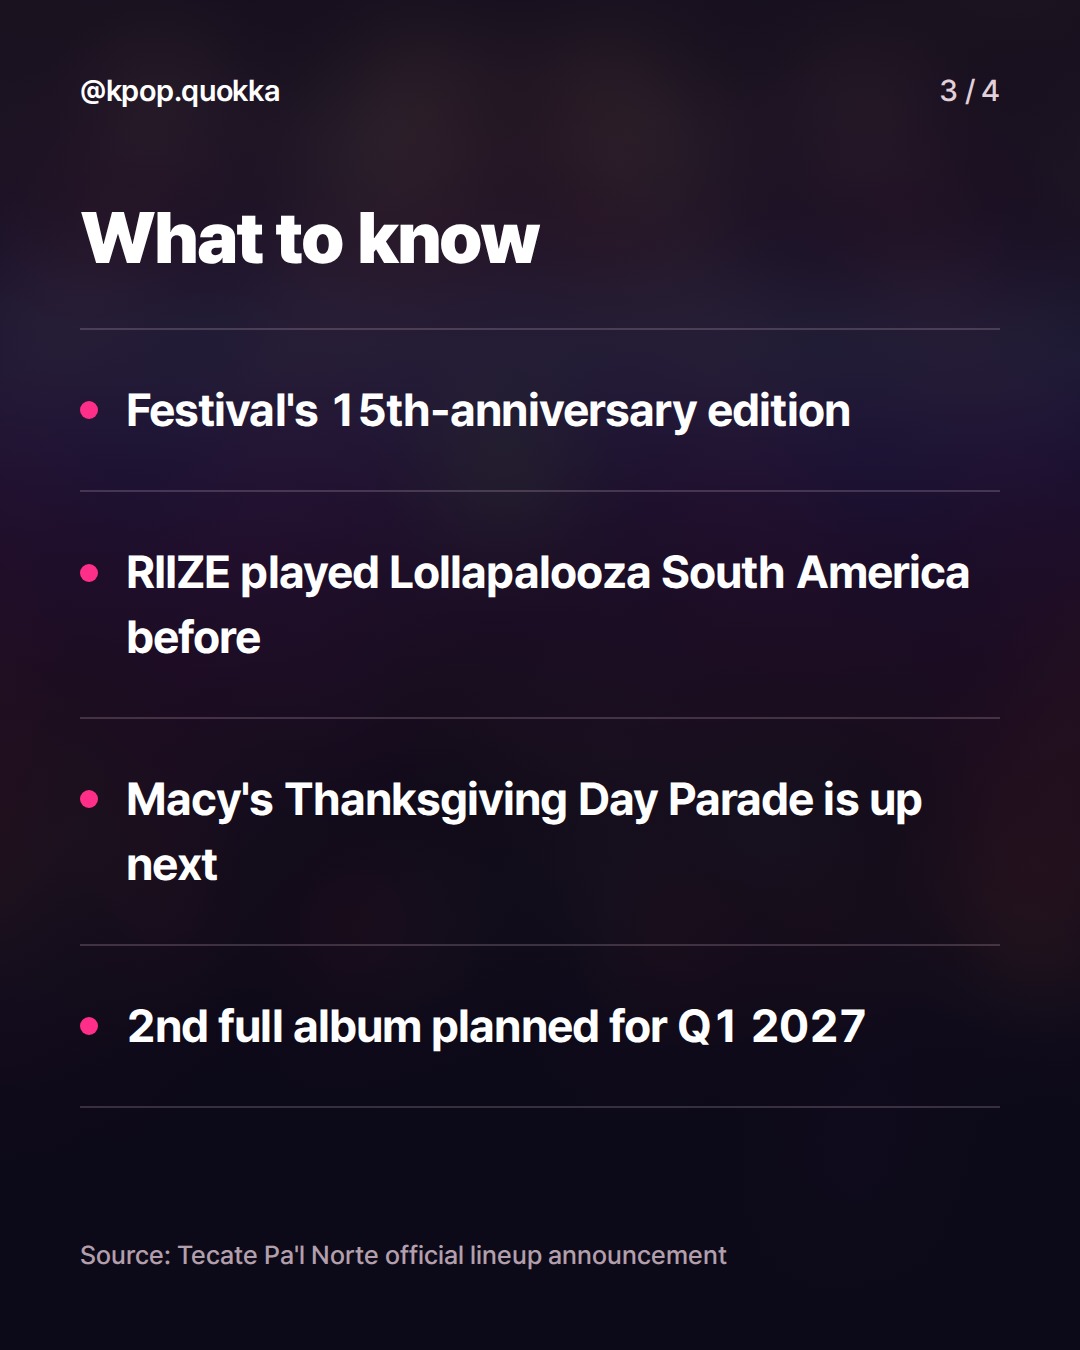 @kpop.quokka
3 / 4
What to know
Festival's 15th-anniversary edition
RIIZE played Lollapalooza South America
before
Macy's Thanksgiving Day Parade is up
next
2nd full album planned for Q1 2027
Source: Tecate Pa'l Norte official lineup announcement